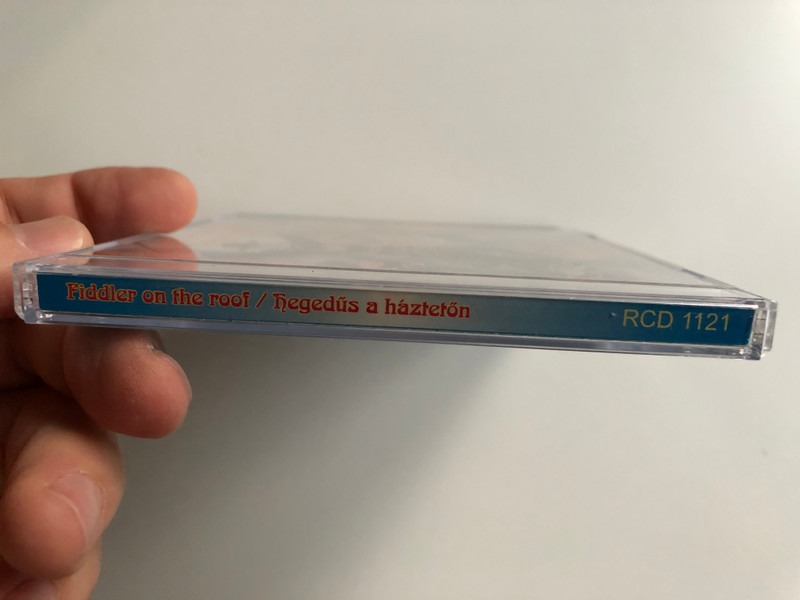 Fiddler on the roof / Hegedűs a háztetőn RCD 1121